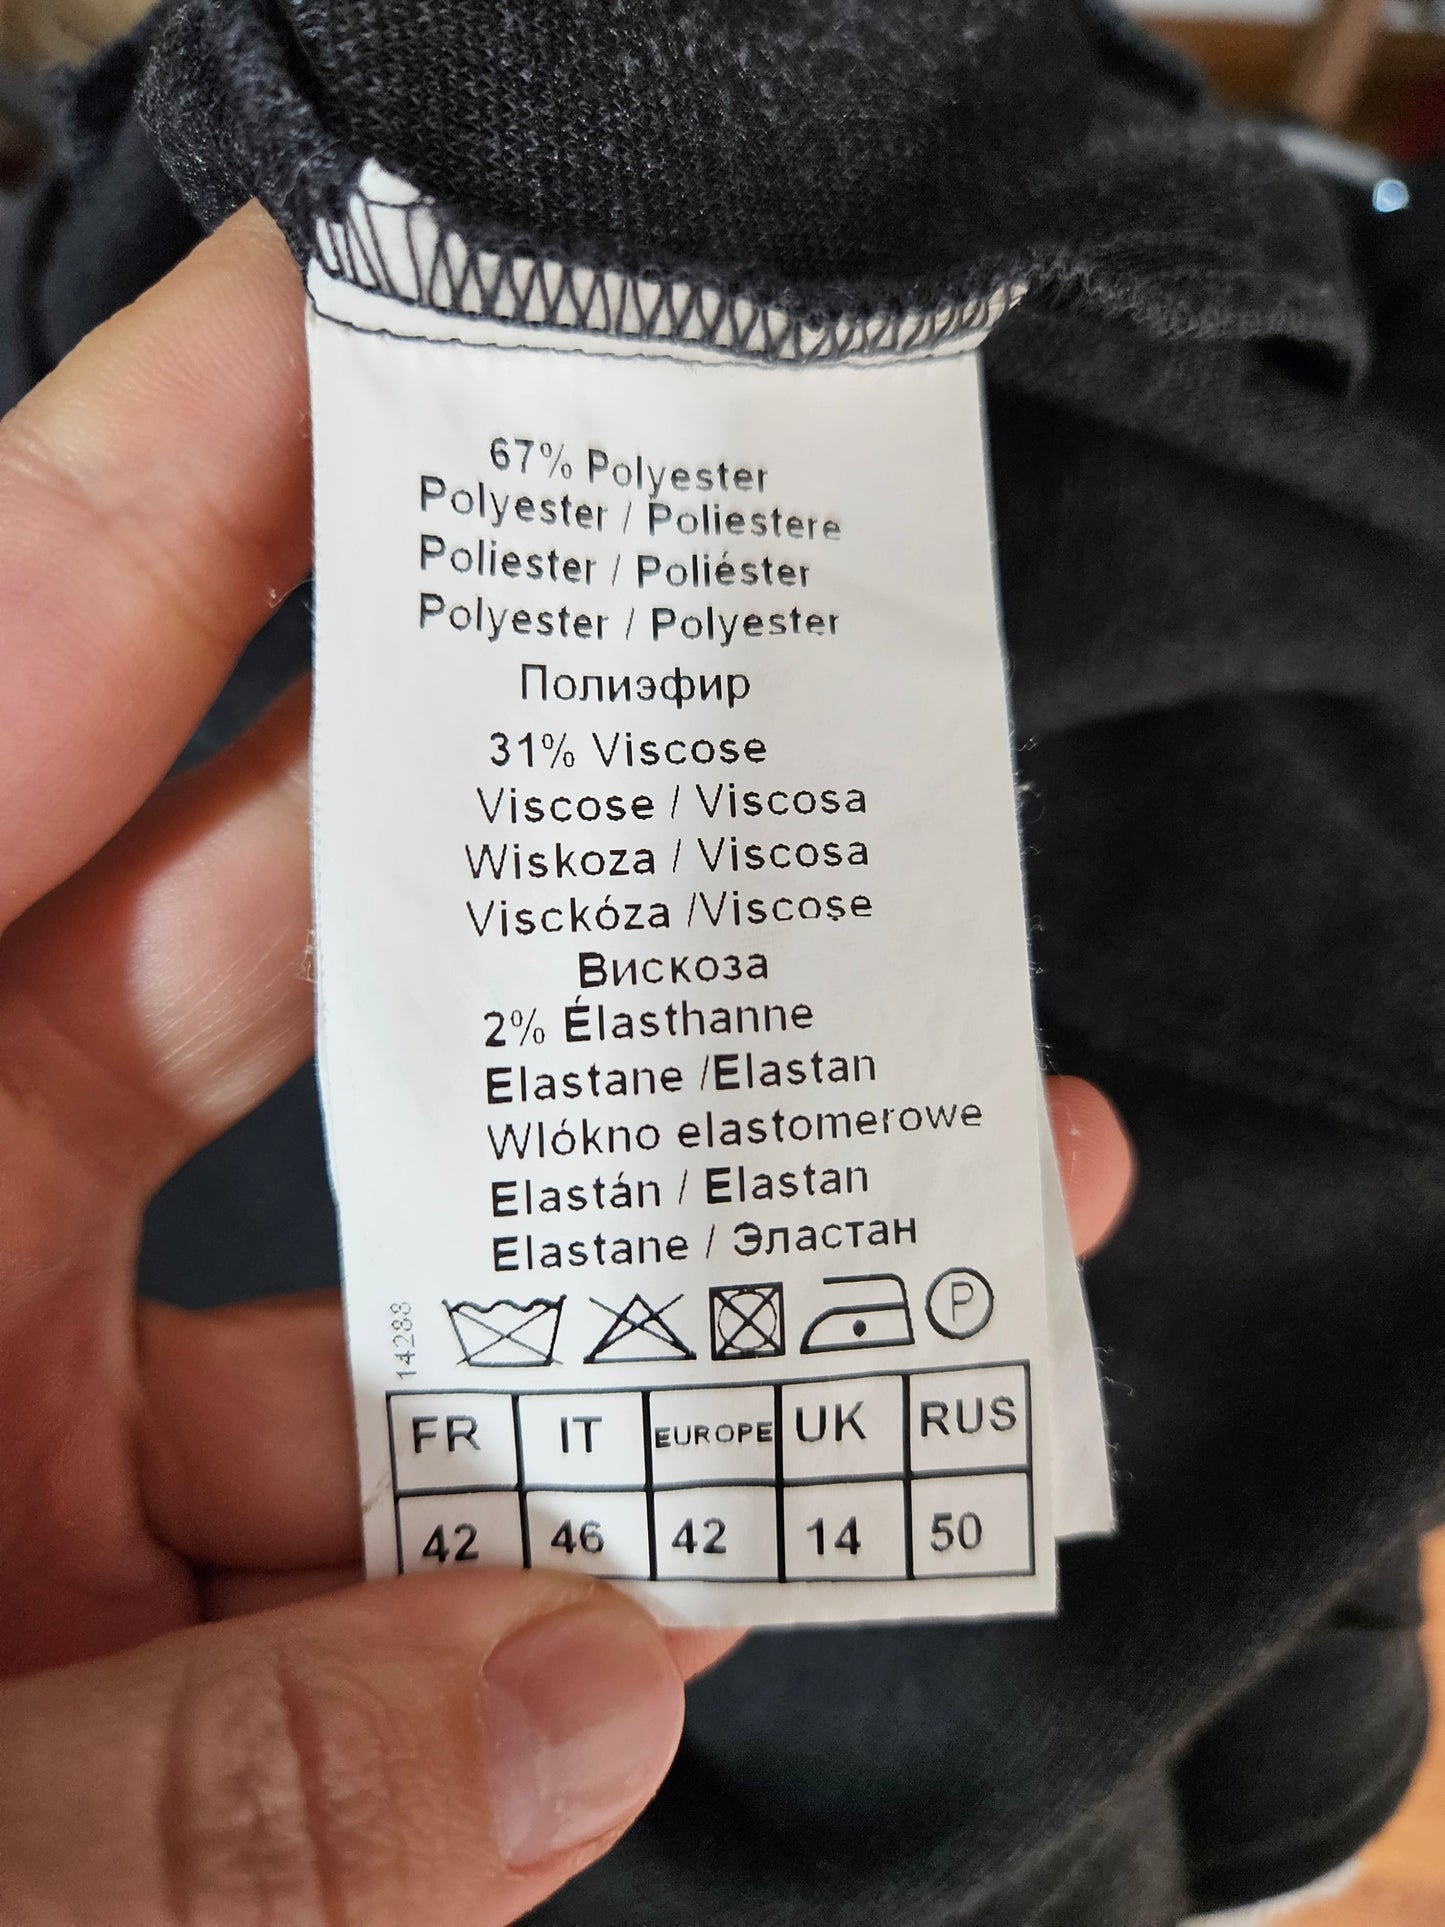 67% Polyester
Polyester / Poliestere
Poliester / Poliéster
Polyester / Polyester
Полиэфир
31% Viscose
Viscose / Viscosa
Wiskoza / Viscosa
Visckóza /Viscose
Вискоза
2% Élasthanne
Elastane /Elastan
Wlókno elastomerowe
Elastán / Elastan
Elastane / Эластан
14288
P
FR IT EUROPE UK RUS
42 46 42 14 50